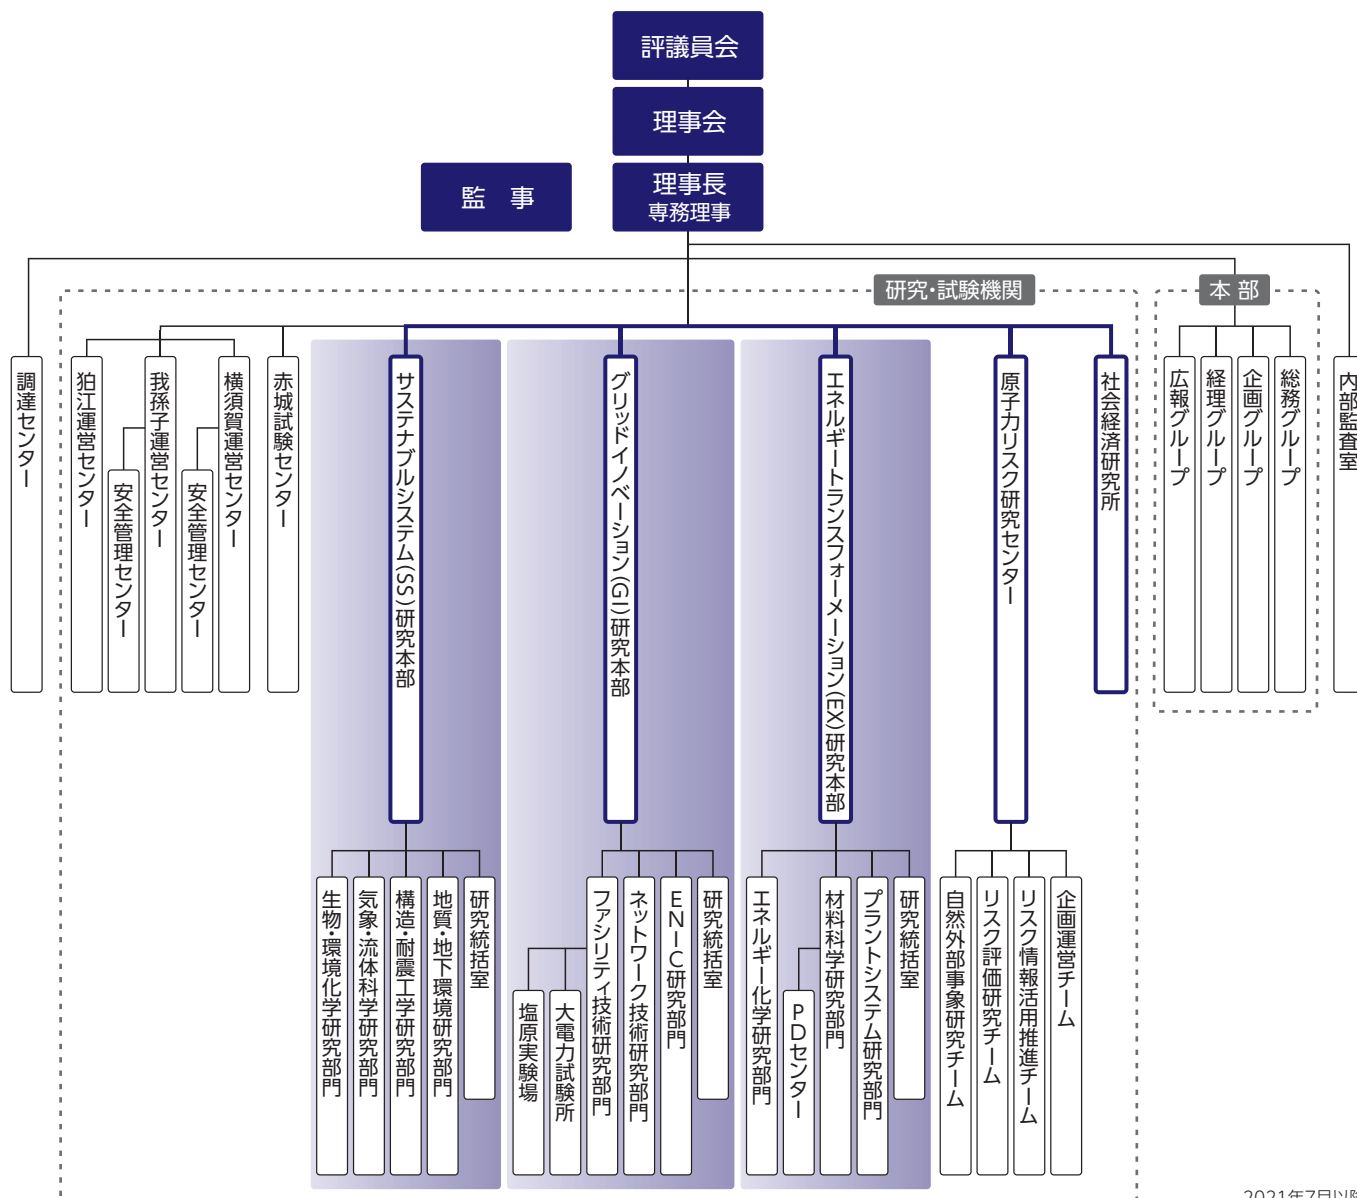 評議員会
理事会
監　事
理事長
専務理事
研究・試験機関
本 部
調達センター
狛江運営センター
安全管理センター
我孫子運営センター
安全管理センター
横須賀運営センター
赤城試験センター
サステナブルシステム(SS)研究本部
グリッドイノベーション(GI)研究本部
エネルギートランスフォーメーション(EX)研究本部
原子力リスク研究センター
社会経済研究所
広報グループ
経理グループ
企画グループ
総務グループ
内部監査室
生物・環境化学研究部門
気象・流体科学研究部門
構造・耐震工学研究部門
地質・地下環境研究部門
研究統括室
塩原実験場
大電力試験所
ファシリティ技術研究部門
ネットワーク技術研究部門
ENIC研究部門
研究統括室
エネルギー化学研究部門
PDセンター
材料科学研究部門
プラントシステム研究部門
研究統括室
自然外部事象研究チーム
リスク評価研究チーム
リスク情報活用推進チーム
企画運営チーム
2021年7月以降